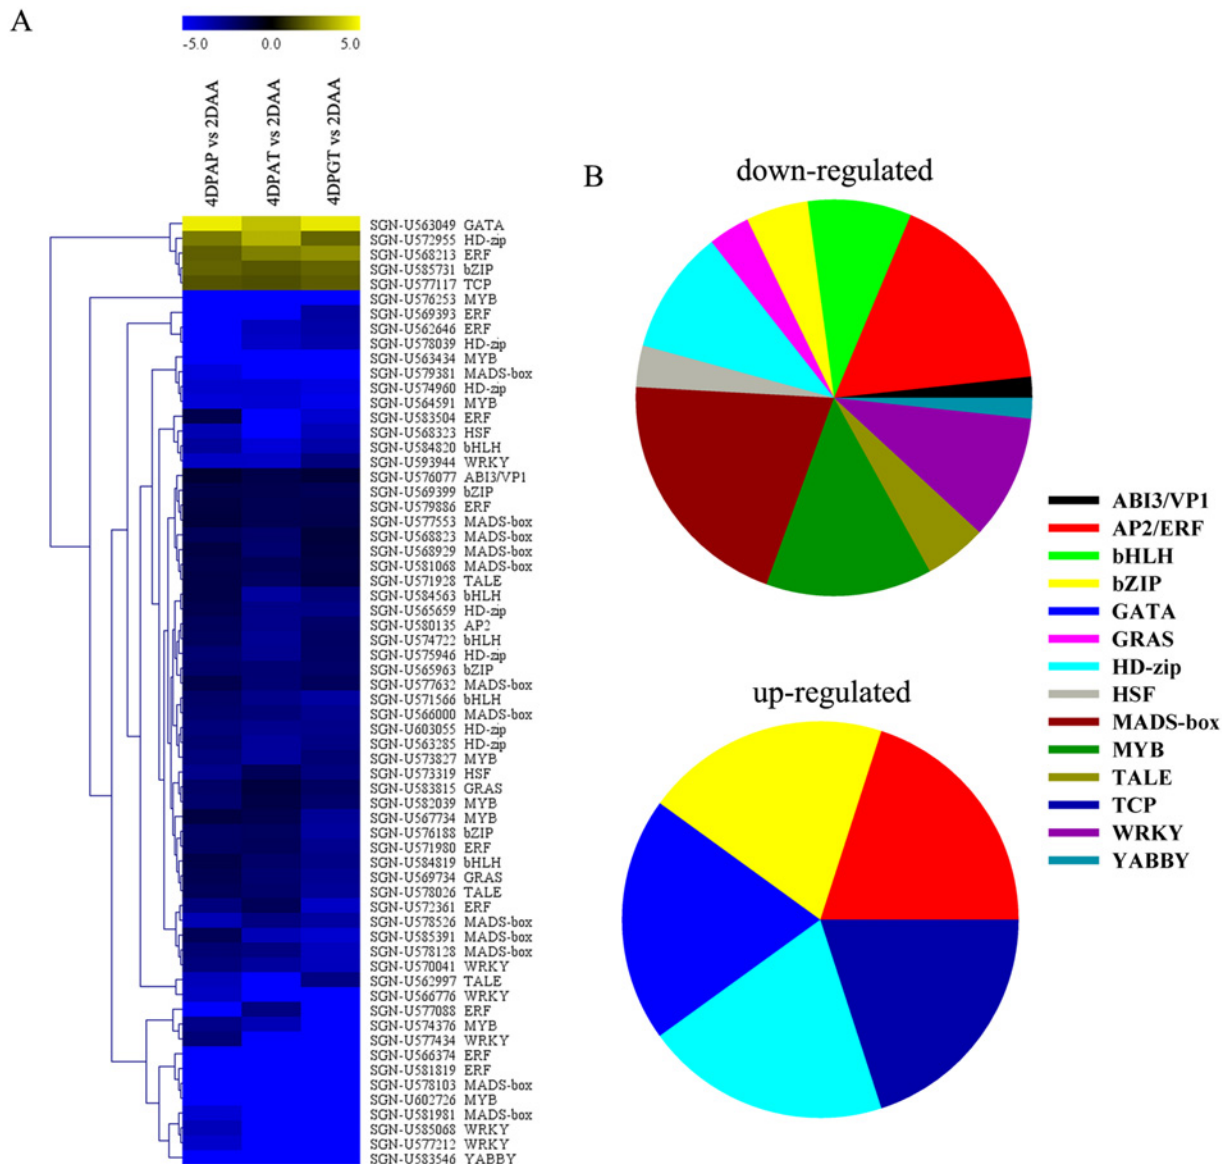 A
-5.0 0.0 5.0
4DPAP vs 2DAA
4DPAT vs 2DAA
4DPGT vs 2DAA
SGN-U563049 GATA
SGN-U572955 HD-zip
SGN-U568213 ERF
SGN-U585731 bZIP
SGN-U577117 TCP
SGN-U576253 MYB
SGN-U569393 ERF
SGN-U562646 ERF
SGN-U578039 HD-zip
SGN-U563434 MYB
SGN-U579381 MADS-box
SGN-U574960 HD-zip
SGN-U564591 MYB
SGN-U583504 ERF
SGN-U568323 HSF
SGN-U584820 bHLH
SGN-U593944 WRKY
SGN-U576077 ABI3/VP1
SGN-U569399 bZIP
SGN-U579886 ERF
SGN-U577553 MADS-box
SGN-U568823 MADS-box
SGN-U568929 MADS-box
SGN-U581068 MADS-box
SGN-U571928 TALE
SGN-U584563 bHLH
SGN-U565659 HD-zip
SGN-U580135 AP2
SGN-U574722 bHLH
SGN-U575946 HD-zip
SGN-U565963 bZIP
SGN-U577632 MADS-box
SGN-U571566 bHLH
SGN-U566000 MADS-box
SGN-U603055 HD-zip
SGN-U563285 HD-zip
SGN-U573827 MYB
SGN-U573319 HSF
SGN-U583815 GRAS
SGN-U582039 MYB
SGN-U567734 MYB
SGN-U576188 bZIP
SGN-U571980 ERF
SGN-U584819 bHLH
SGN-U569734 GRAS
SGN-U578026 TALE
SGN-U572361 ERF
SGN-U578526 MADS-box
SGN-U585391 MADS-box
SGN-U578128 MADS-box
SGN-U570041 WRKY
SGN-U562997 TALE
SGN-U566776 WRKY
SGN-U577088 ERF
SGN-U574376 MYB
SGN-U577434 WRKY
SGN-U566374 ERF
SGN-U581819 ERF
SGN-U578103 MADS-box
SGN-U602726 MYB
SGN-U581981 MADS-box
SGN-U585068 WRKY
SGN-U577212 WRKY
SGN-U583546 YABBY
B
down-regulated
up-regulated
ABI3/VP1
AP2/ERF
bHLH
bZIP
GATA
GRAS
HD-zip
HSF
MADS-box
MYB
TALE
TCP
WRKY
YABBY